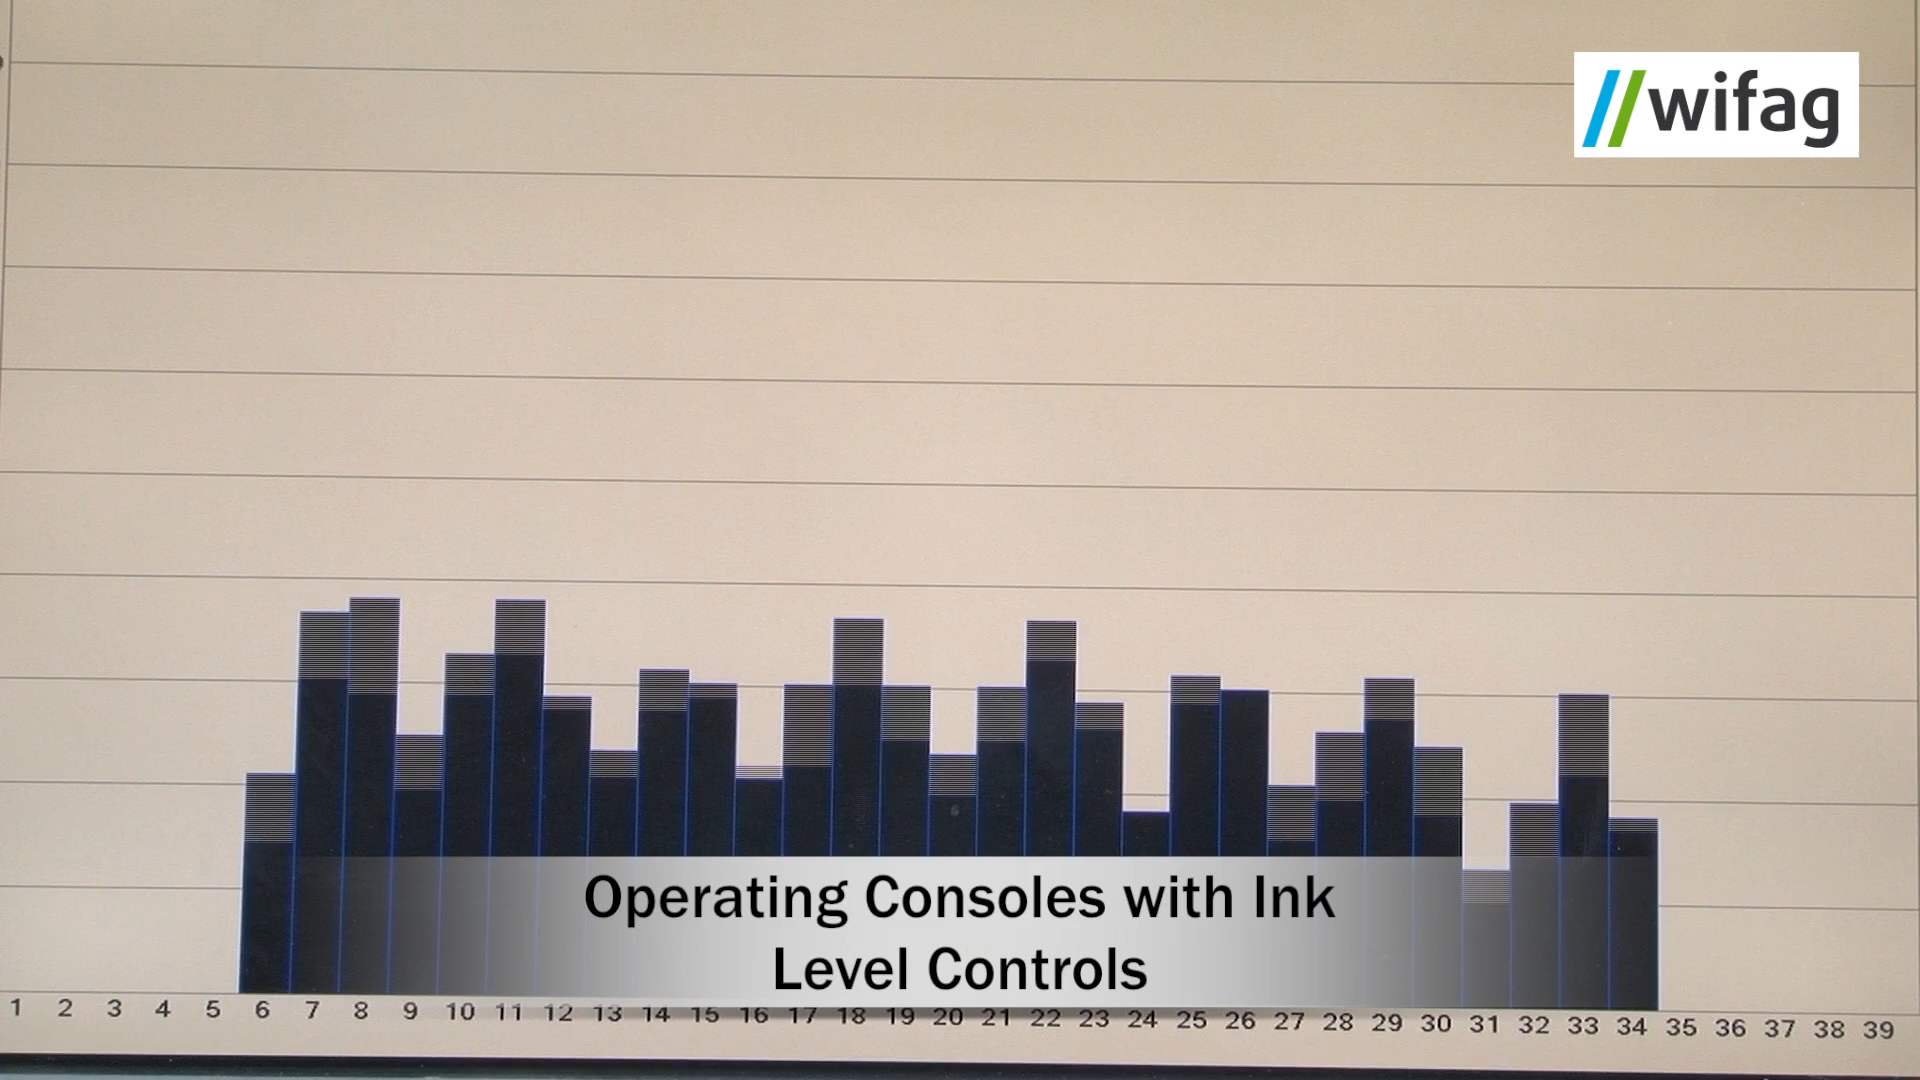 //wifag
Operating Consoles with Ink
Level Controls
1 2 3 4 5 6 7 8 9 10 11 12 13 14 15 16 17 18 19 20 21 22 23 24 25 26 27 28 29 30 31 32 33 34 35 36 37 38 39